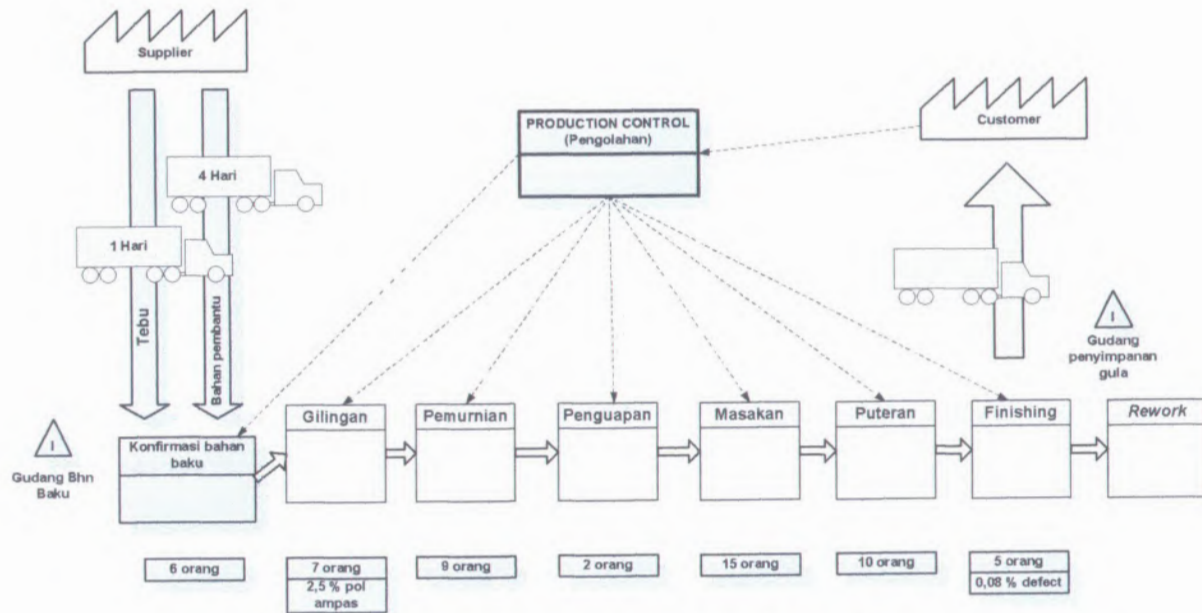 Supplier
4 Hari
1 Hari
Tebu
Bahan pembantu
PRODUCTION CONTROL
(Pengolahan)
Customer
I
Gudang
penyimpanan
gula
I
Gudang Bhn
Baku
Konfirmasi bahan
baku
Gilingan
Pemurnian
Penguapan
Masakan
Puteran
Finishing
Rework
6 orang
7 orang
2,5 % pol
ampas
9 orang
2 orang
15 orang
10 orang
5 orang
0,08 % defect